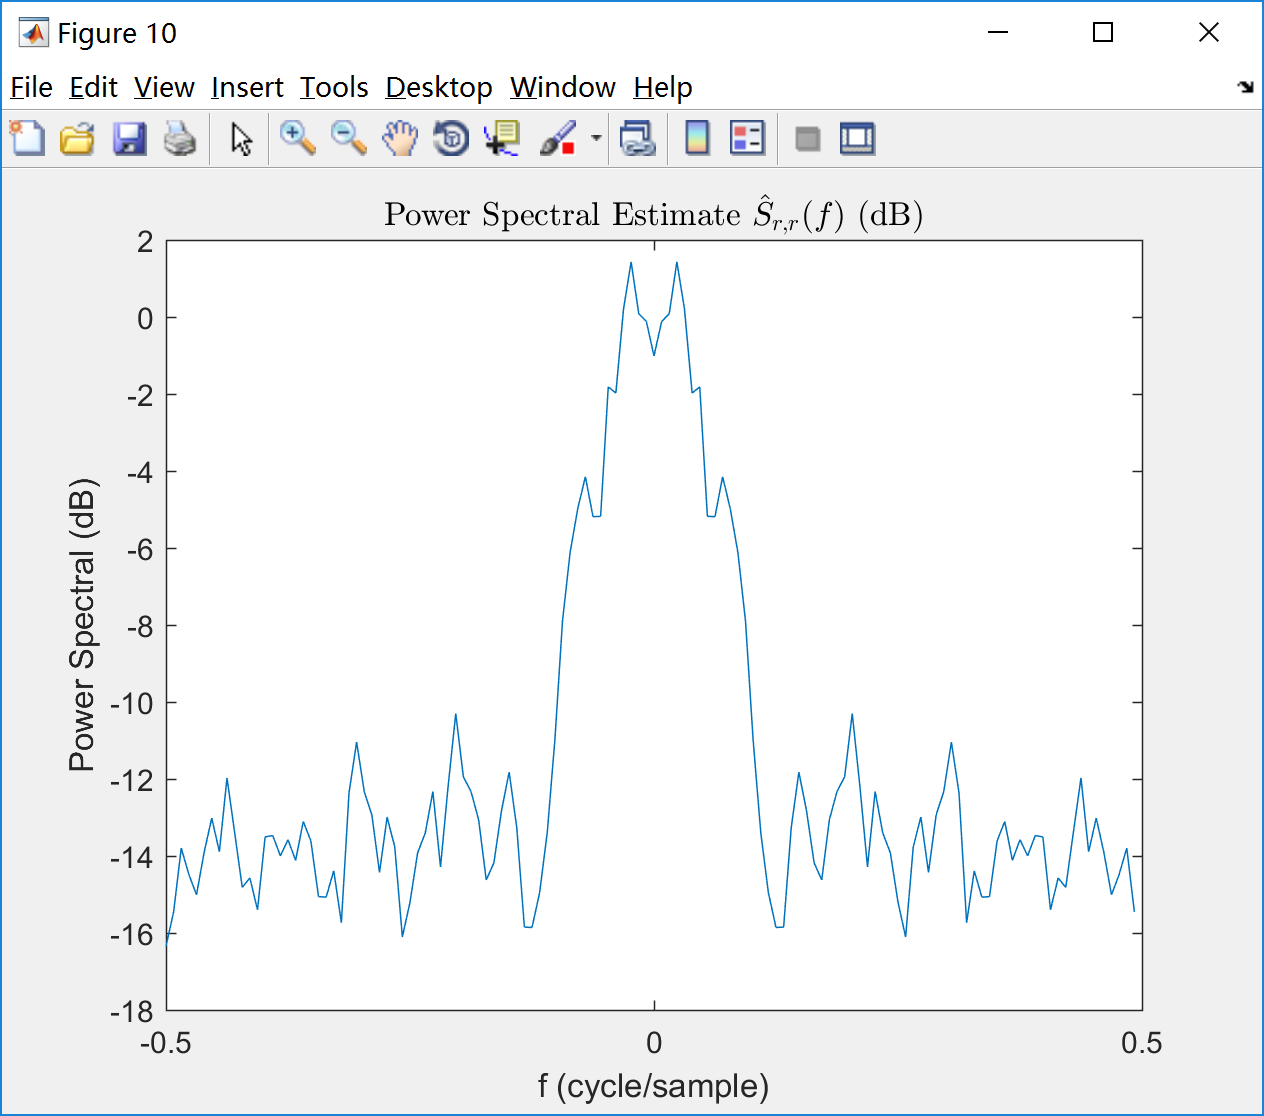 Figure 10
File Edit View Insert Tools Desktop Window Help
Power Spectral Estimate Ŝr,r(f) (dB)
2
0
-2
-4
-6
-8
-10
-12
-14
-16
-18
Power Spectral (dB)
-0.5 0 0.5
f (cycle/sample)